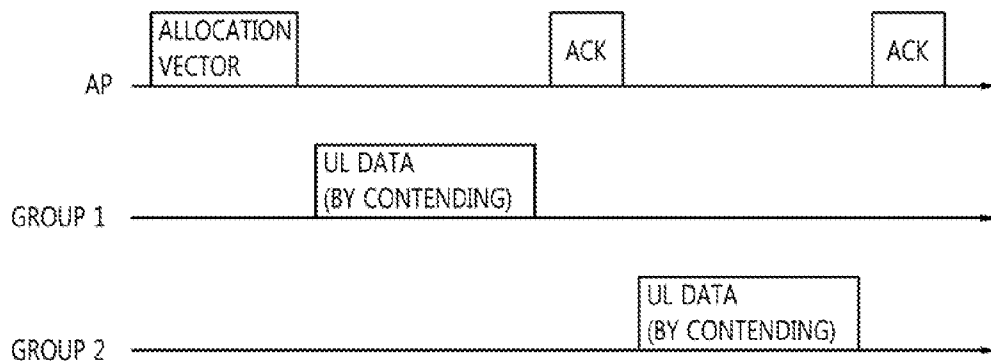 ALLOCATION
VECTOR
ACK
ACK
AP
UL DATA
(BY CONTENDING)
GROUP 1
UL DATA
(BY CONTENDING)
GROUP 2